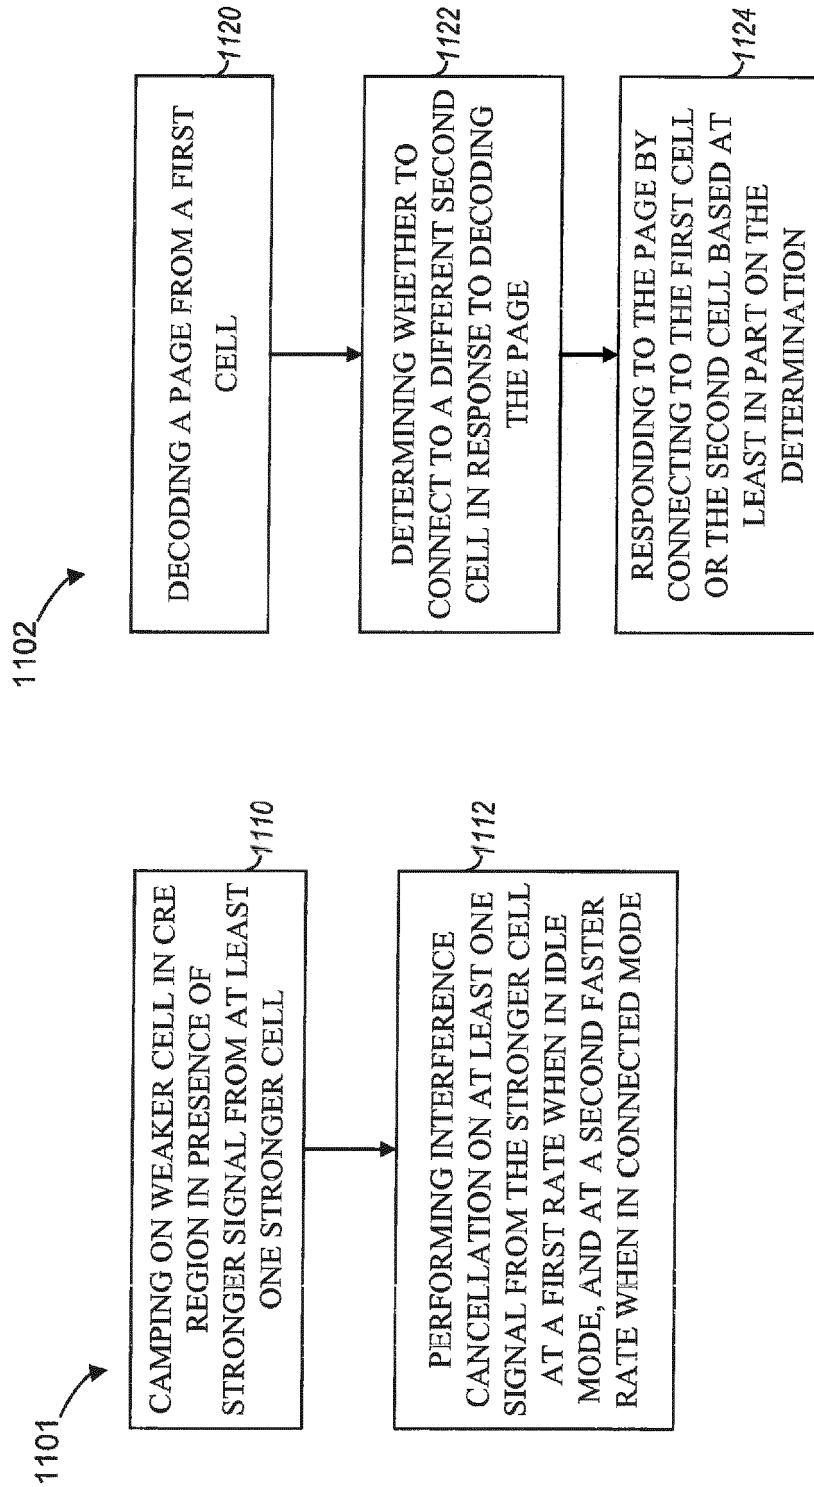 1101
CAMPING ON WEAKER CELL IN CRE
REGION IN PRESENCE OF
STRONGER SIGNAL FROM AT LEAST
ONE STRONGER CELL
1110
PERFORMING INTERFERENCE
CANCELLATION ON AT LEAST ONE
SIGNAL FROM THE STRONGER CELL
AT A FIRST RATE WHEN IN IDLE
MODE, AND AT A SECOND FASTER
RATE WHEN IN CONNECTED MODE
1112
1102
DECODING A PAGE FROM A FIRST
CELL
1120
DETERMINING WHETHER TO
CONNECT TO A DIFFERENT SECOND
CELL IN RESPONSE TO DECODING
THE PAGE
1122
RESPONDING TO THE PAGE BY
CONNECTING TO THE FIRST CELL
OR THE SECOND CELL BASED AT
LEAST IN PART ON THE
DETERMINATION
1124